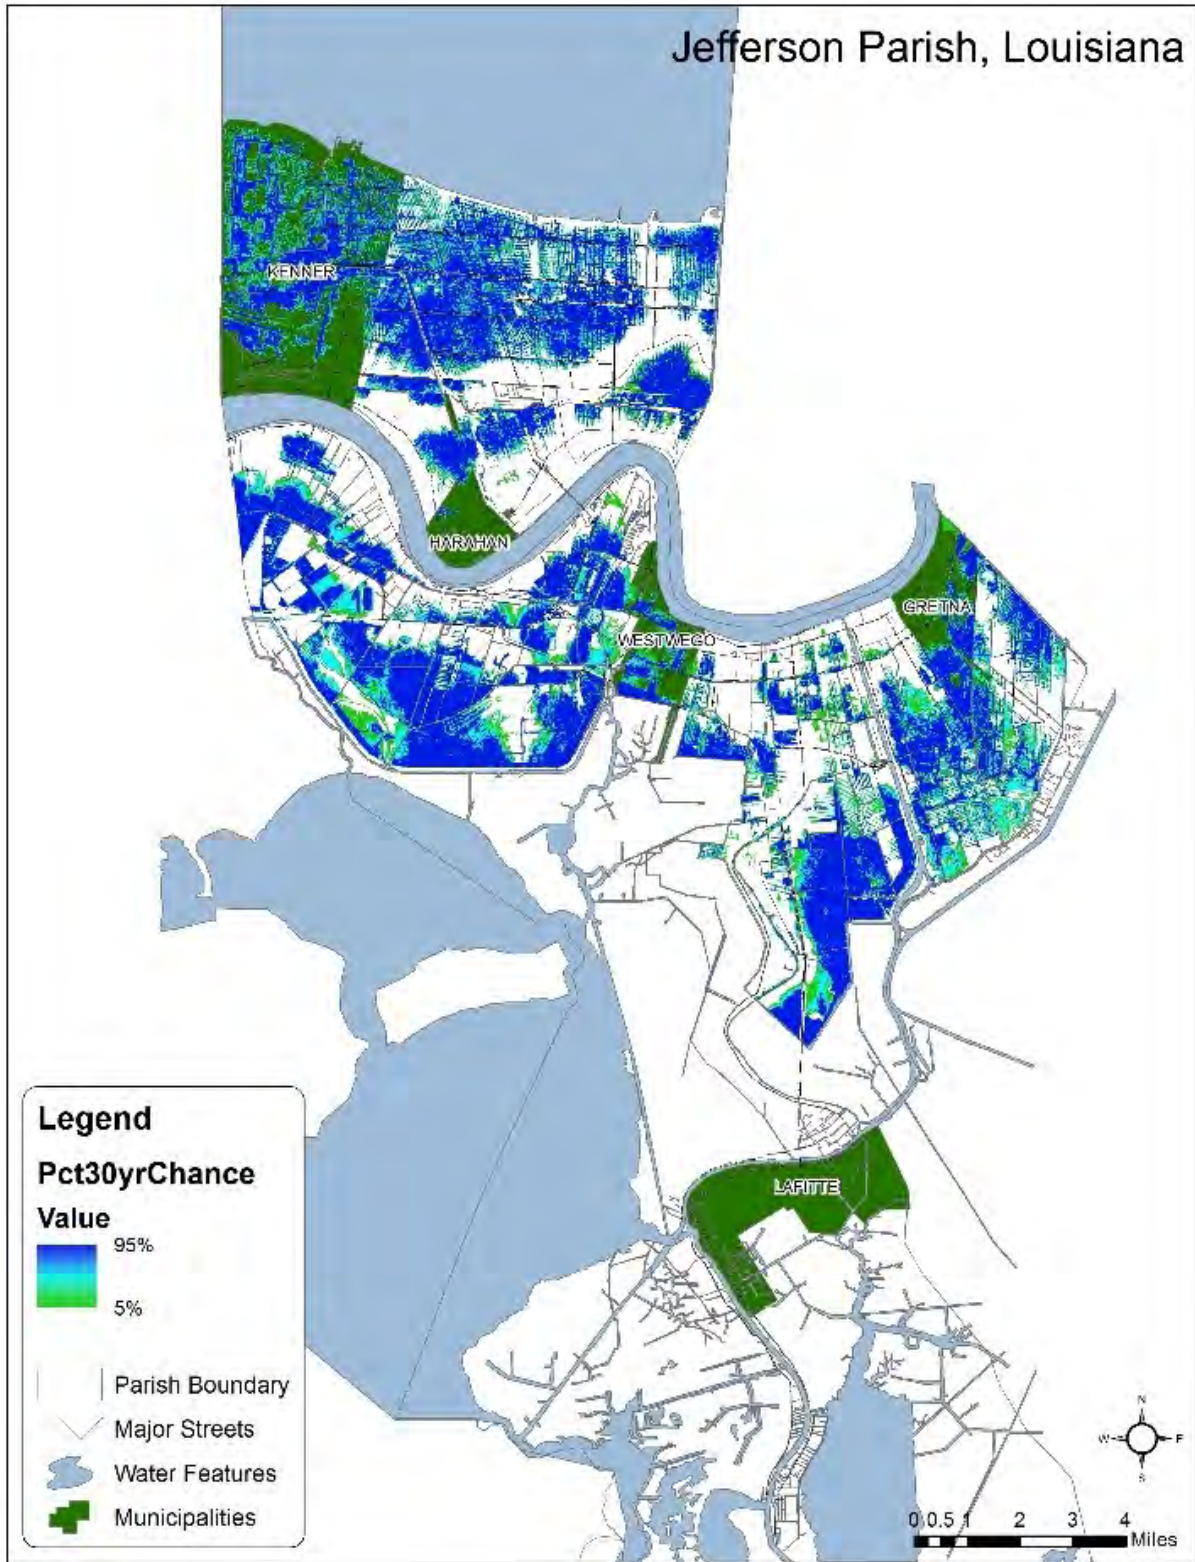 Jefferson Parish, Louisiana
KENNER
HARAHAN
GRETNA
WESTWEGO
LAFITTE
Legend
Pct30yrChance
Value
95%
5%
Parish Boundary
Major Streets
Water Features
Municipalities
N
W E
S
0 0.5 1 2 3 4
Miles